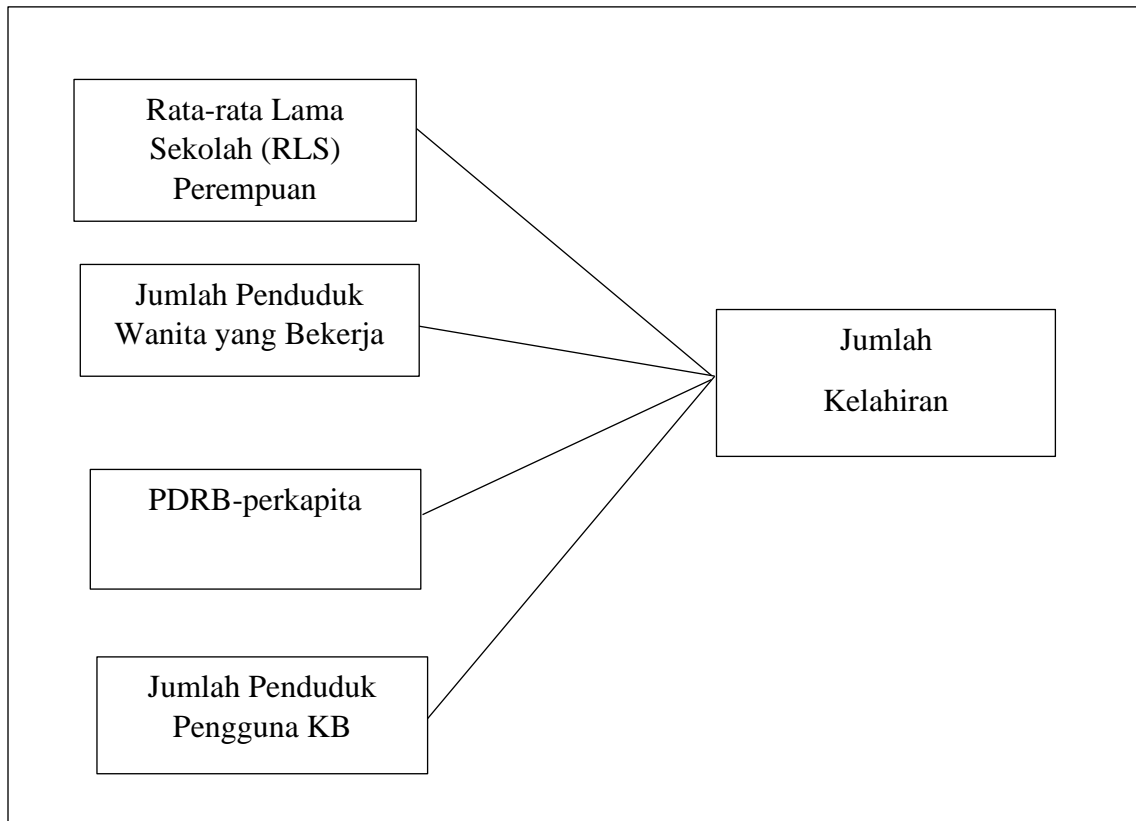 Rata-rata Lama
Sekolah (RLS)
Perempuan
Jumlah Penduduk
Wanita yang Bekerja
PDRB-perkapita
Jumlah Penduduk
Pengguna KB
Jumlah
Kelahiran